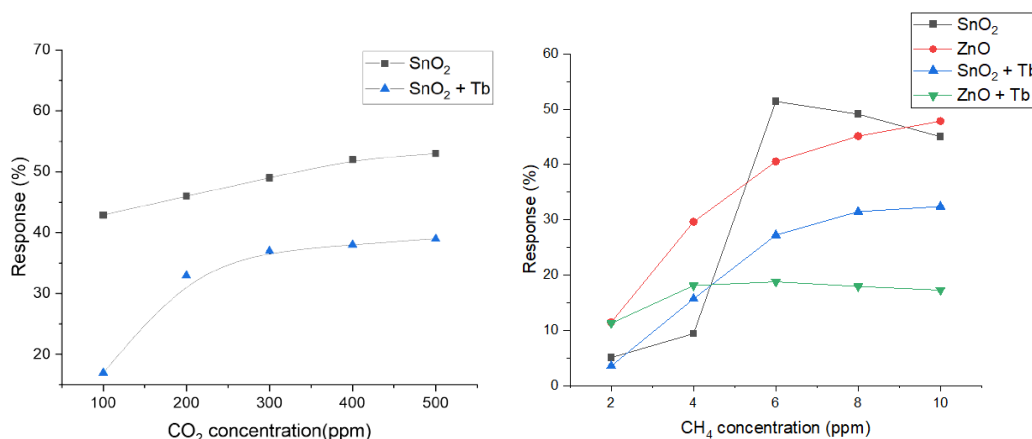 70
60
50
40
30
20
100
200
300
400
500
Response (%)
CO₂ concentration(ppm)
SnO₂
SnO₂ + Tb
60
50
40
30
20
10
0
2
4
6
8
10
Response (%)
CH₄ concentration (ppm)
SnO₂
ZnO
SnO₂ + Tb
ZnO + Tb